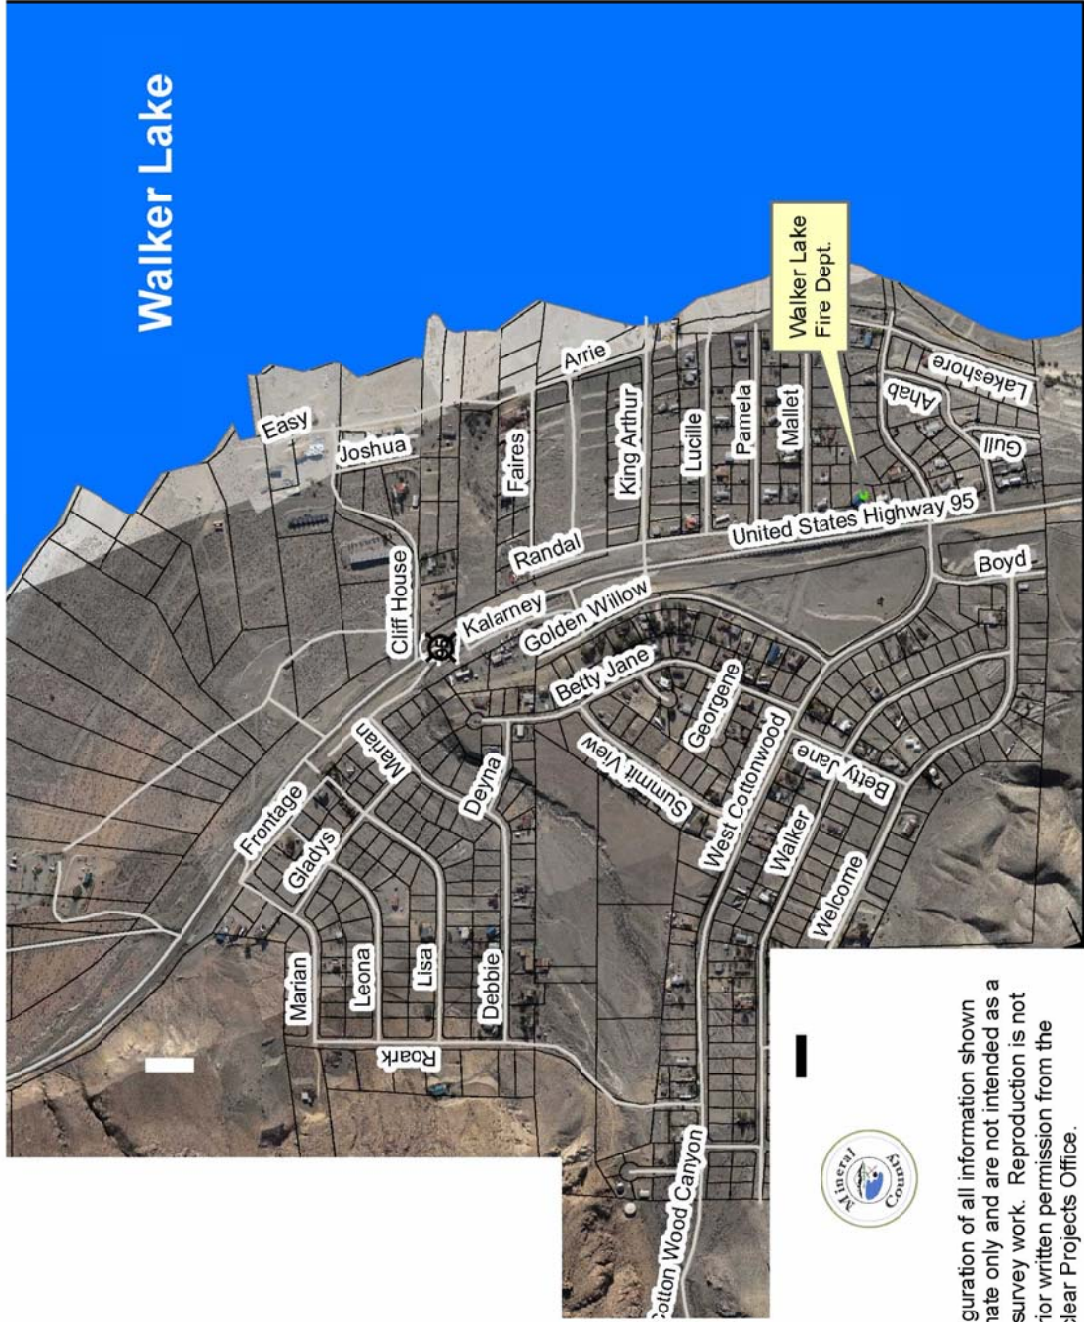 Walker Lake
Easy
Joshua
Arrie
Faires
King Arthur
Lucille
Pamela
Mallet
Walker Lake
Fire Dept.
Lakeshore
Ahab
Gull
Cliff House
Randal
United States Highway 95
Kalarney
Golden Willow
Boyd
95
Betty Jane
Georgene
Marian
Deyna
Summit View
West Cottonwood
Betty Jane
Frontage
Gladys
Walker
Welcome
Marian
Leona
Lisa
Debbie
Roark
otton Wood Canyon
Mineral
County
guration of all information shown
nate only and are not intended as a
survey work. Reproduction is not
rior written permission from the
clear Projects Office.